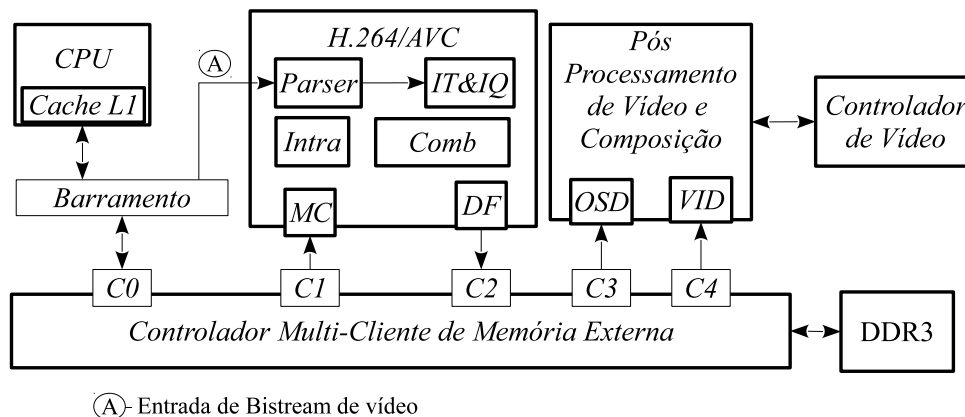 CPU
Cache L1
A
H.264/AVC
Parser
IT&IQ
Intra
Comb
MC
DF
Pós
Processamento
de Vídeo e
Composição
OSD
VID
Controlador
de Vídeo
Barramento
C0
C1
C2
C3
C4
Controlador Multi-Cliente de Memória Externa
DDR3
A - Entrada de Bistream de vídeo